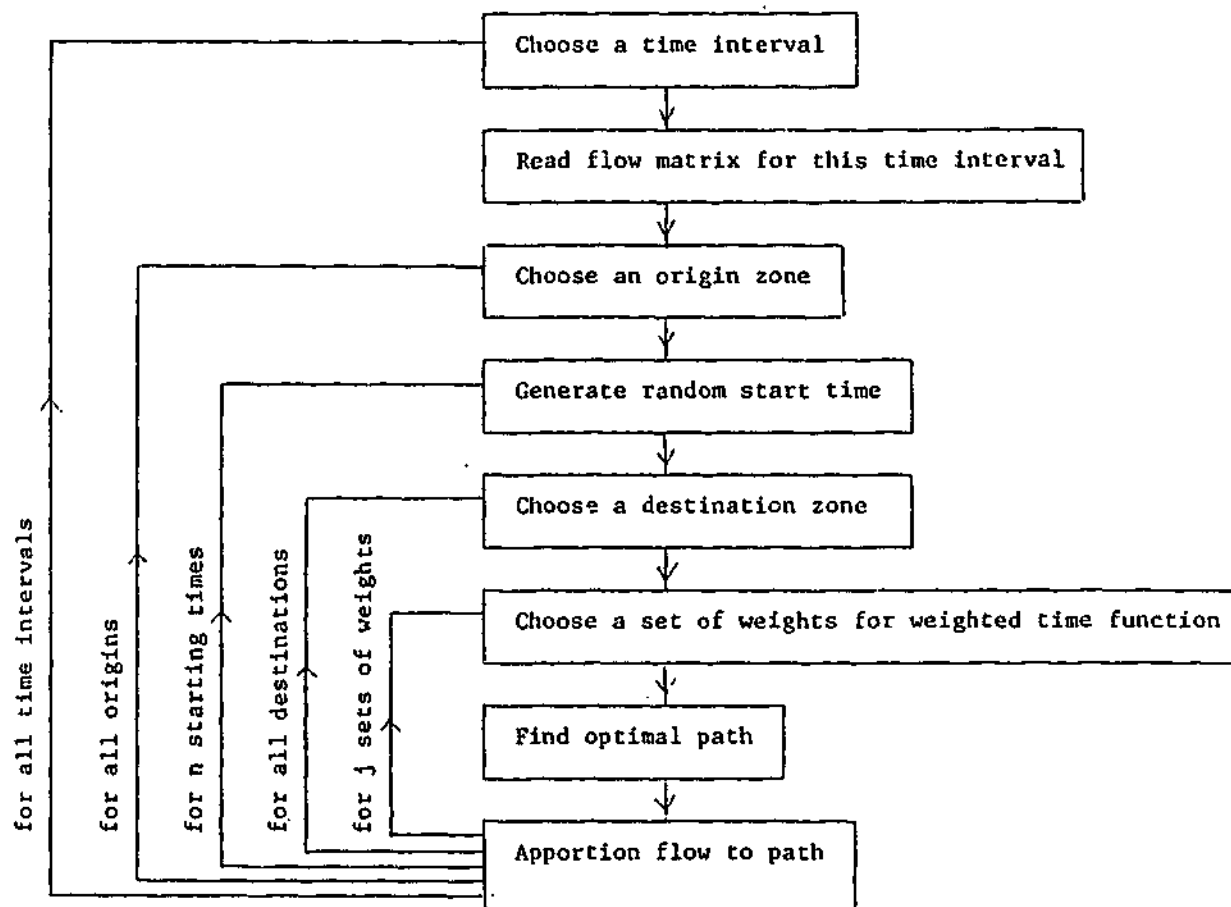 Choose a time interval
Read flow matrix for this time interval
Choose an origin zone
Generate random start time
Choose a destination zone
Choose a set of weights for weighted time function
Find optimal path
Apportion flow to path
for all time intervals
for all origins
for n starting times
for all destinations
for j sets of weights